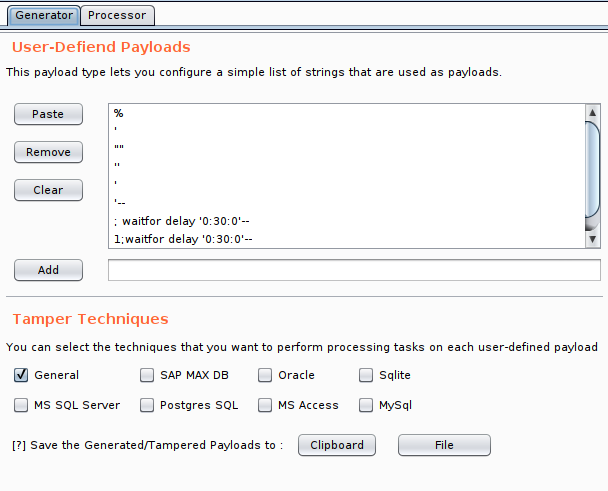 Generator Processor
User-Defiend Payloads
This payload type lets you configure a simple list of strings that are used as payloads.
Paste
Remove
Clear
%
'
""
''
'
'--
; waitfor delay '0:30:0'--
1;waitfor delay '0:30:0'--
Add
Tamper Techniques
You can select the techniques that you want to perform processing tasks on each user-defined payload
General SAP MAX DB Oracle Sqlite
MS SQL Server Postgres SQL MS Access MySql
[?] Save the Generated/Tampered Payloads to : Clipboard File